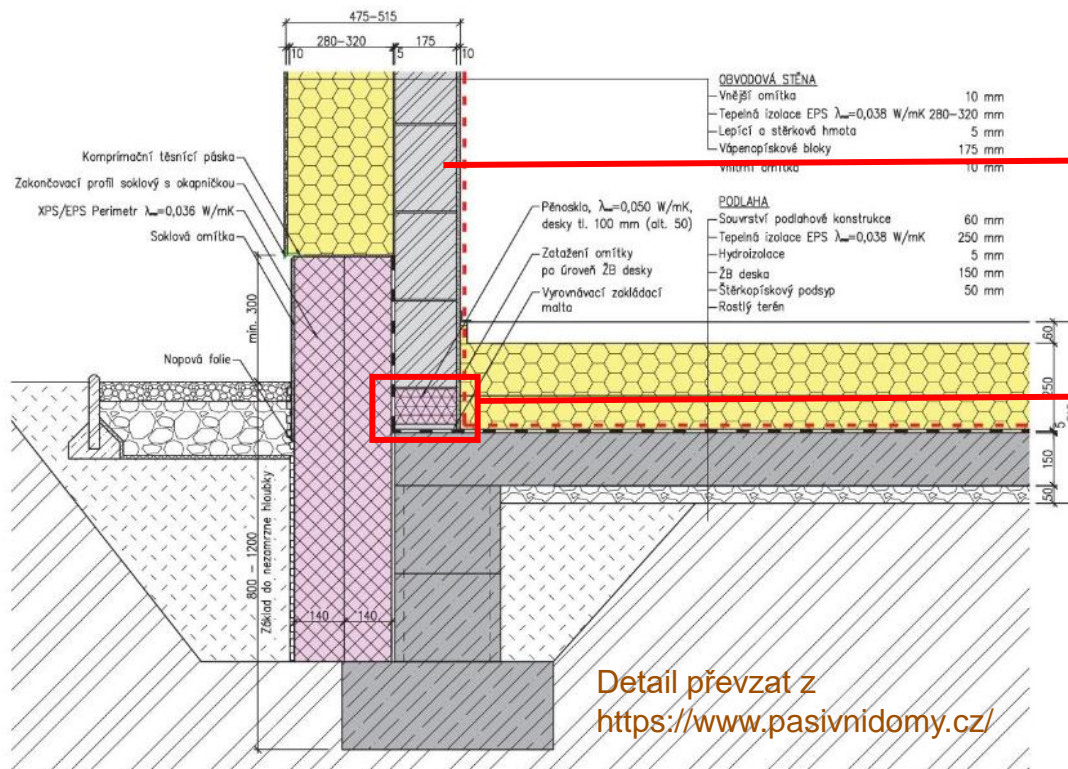 475–515
280–320 175
10 5 10
OBVODOVÁ STĚNA
Vnější omítka 10 mm
Tepelná izolace EPS λ =0,038 W/mK 280–320 mm
Lepící a stěrková hmota 5 mm
Vápenopískové bloky 175 mm
Vnitřní omítka 10 mm
Komprimační těsnící páska
Zakončovací profil soklový s okapničkou
XPS/EPS Perimetr λ =0,036 W/mK
Soklová omítka
Nopová folie
Pěnosklo, λ =0,050 W/mK,
desky tl. 100 mm (alt. 50)
Zatažení omítky
po úroveň ŽB desky
Vyrovnávací zakládací
malta
PODLAHA
Souvrství podlahové konstrukce 60 mm
Tepelná izolace EPS λ =0,038 W/mK 250 mm
Hydroizolace 5 mm
ŽB deska 150 mm
Štěrkopískový podsyp 50 mm
Rostlý terén
min. 300
60
250
5
150
50
800 – 1200
Základ do nezamrzne hloubky
140 140
Detail převzat z
https://www.pasivnidomy.cz/